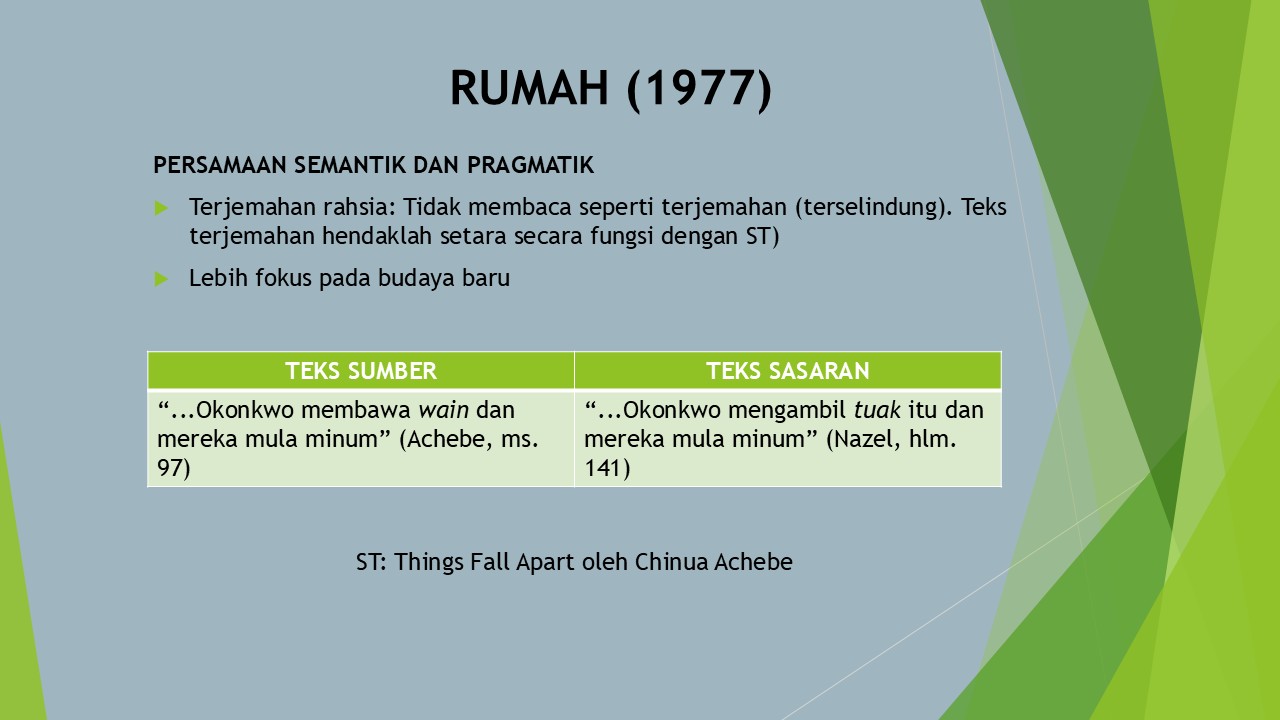 RUMAH (1977)
PERSAMAAN SEMANTIK DAN PRAGMATIK
Terjemahan rahsia: Tidak membaca seperti terjemahan (terselindung). Teks
terjemahan hendaklah setara secara fungsi dengan ST)
Lebih fokus pada budaya baru
TEKS SUMBER
TEKS SASARAN
“...Okonkwo membawa wain dan
mereka mula minum” (Achebe, ms.
97)
“...Okonkwo mengambil tuak itu dan
mereka mula minum” (Nazel, hlm.
141)
ST: Things Fall Apart oleh Chinua Achebe